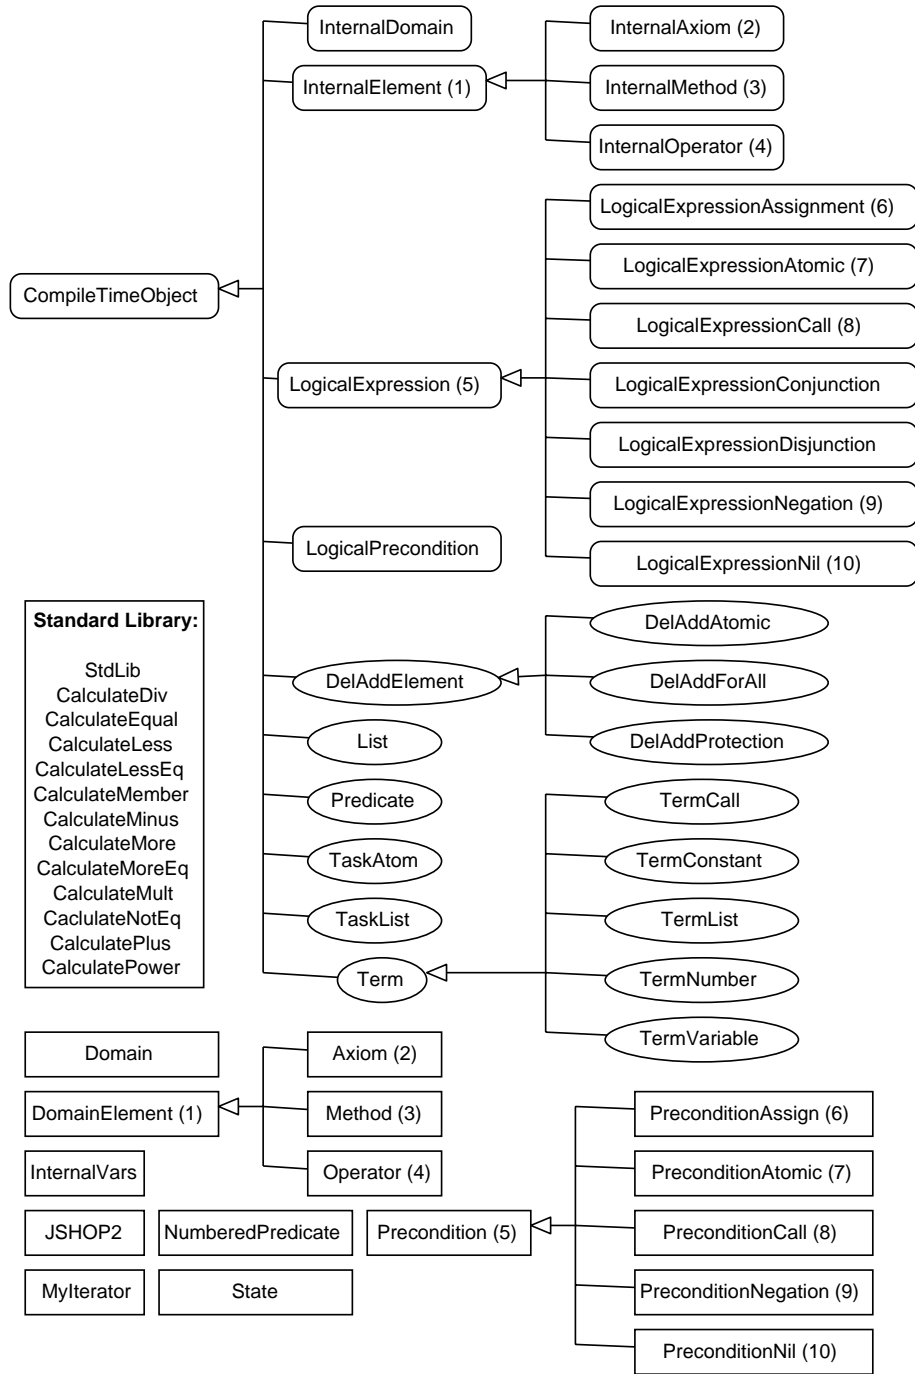 InternalDomain
InternalElement (1)
InternalAxiom (2)
InternalMethod (3)
InternalOperator (4)
CompileTimeObject
LogicalExpression (5)
LogicalExpressionAssignment (6)
LogicalExpressionAtomic (7)
LogicalExpressionCall (8)
LogicalExpressionConjunction
LogicalExpressionDisjunction
LogicalExpressionNegation (9)
LogicalExpressionNil (10)
LogicalPrecondition
Standard Library:
StdLib
CalculateDiv
CalculateEqual
CalculateLess
CalculateLessEq
CalculateMember
CalculateMinus
CalculateMore
CalculateMoreEq
CalculateMult
CaclulateNotEq
CalculatePlus
CalculatePower
DelAddElement
DelAddAtomic
DelAddForAll
DelAddProtection
List
Predicate
TaskAtom
TaskList
Term
TermCall
TermConstant
TermList
TermNumber
TermVariable
Domain
DomainElement (1)
Axiom (2)
Method (3)
Operator (4)
InternalVars
JSHOP2
NumberedPredicate
Precondition (5)
MyIterator
State
PreconditionAssign (6)
PreconditionAtomic (7)
PreconditionCall (8)
PreconditionNegation (9)
PreconditionNil (10)